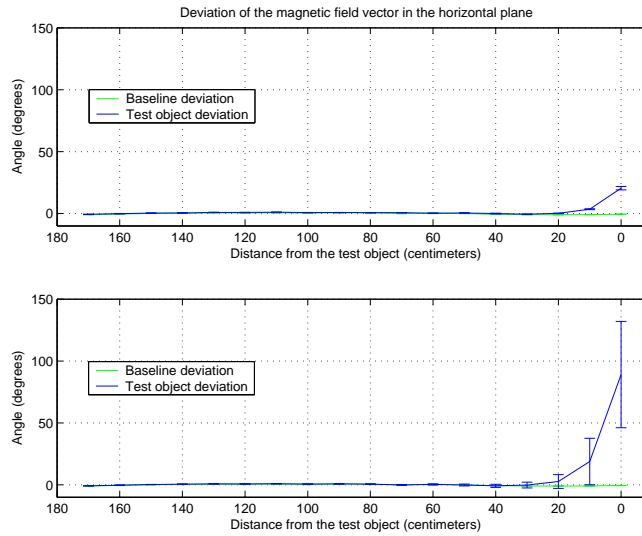 Deviation of the magnetic field vector in the horizontal plane
150
100
50
0
Angle (degrees)
Baseline deviation
Test object deviation
180 160 140 120 100 80 60 40 20 0
Distance from the test object (centimeters)
150
100
50
0
Angle (degrees)
Baseline deviation
Test object deviation
180 160 140 120 100 80 60 40 20 0
Distance from the test object (centimeters)